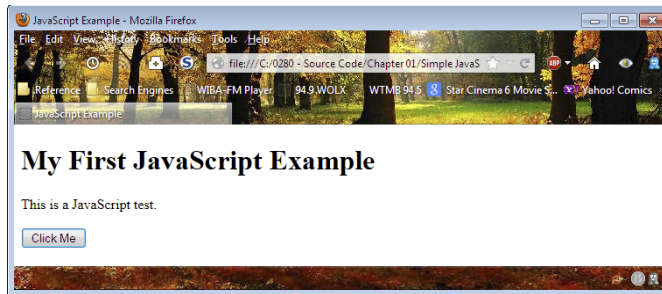 JavaScript Example - Mozilla Firefox
File Edit View History Bookmarks Tools Help
S file:///C:/0280 - Source Code/Chapter 01/Simple JavaS C ABP
Reference Search Engines WIBA-FM Player 94.9 WOLX WTMB 94.5 8 Star Cinema 6 Movie S... Yahoo! Comics
JavaScript Example
My First JavaScript Example
This is a JavaScript test.
Click Me